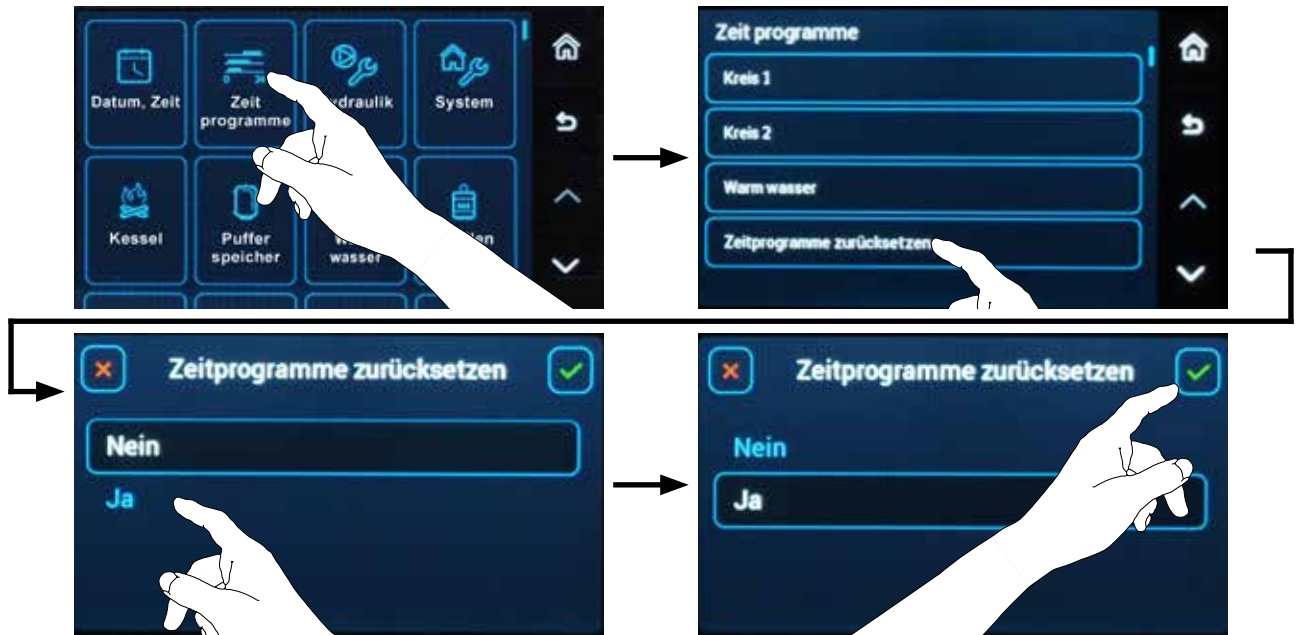 Datum, Zeit
Zeit
programme
draulik
System
Kessel
Puffer
speicher
wasser
Zeit programme
Kreis 1
Kreis 2
Warm wasser
Zeitprogramme zurücksetzen
Zeitprogramme zurücksetzen
Nein
Ja
Zeitprogramme zurücksetzen
Nein
Ja